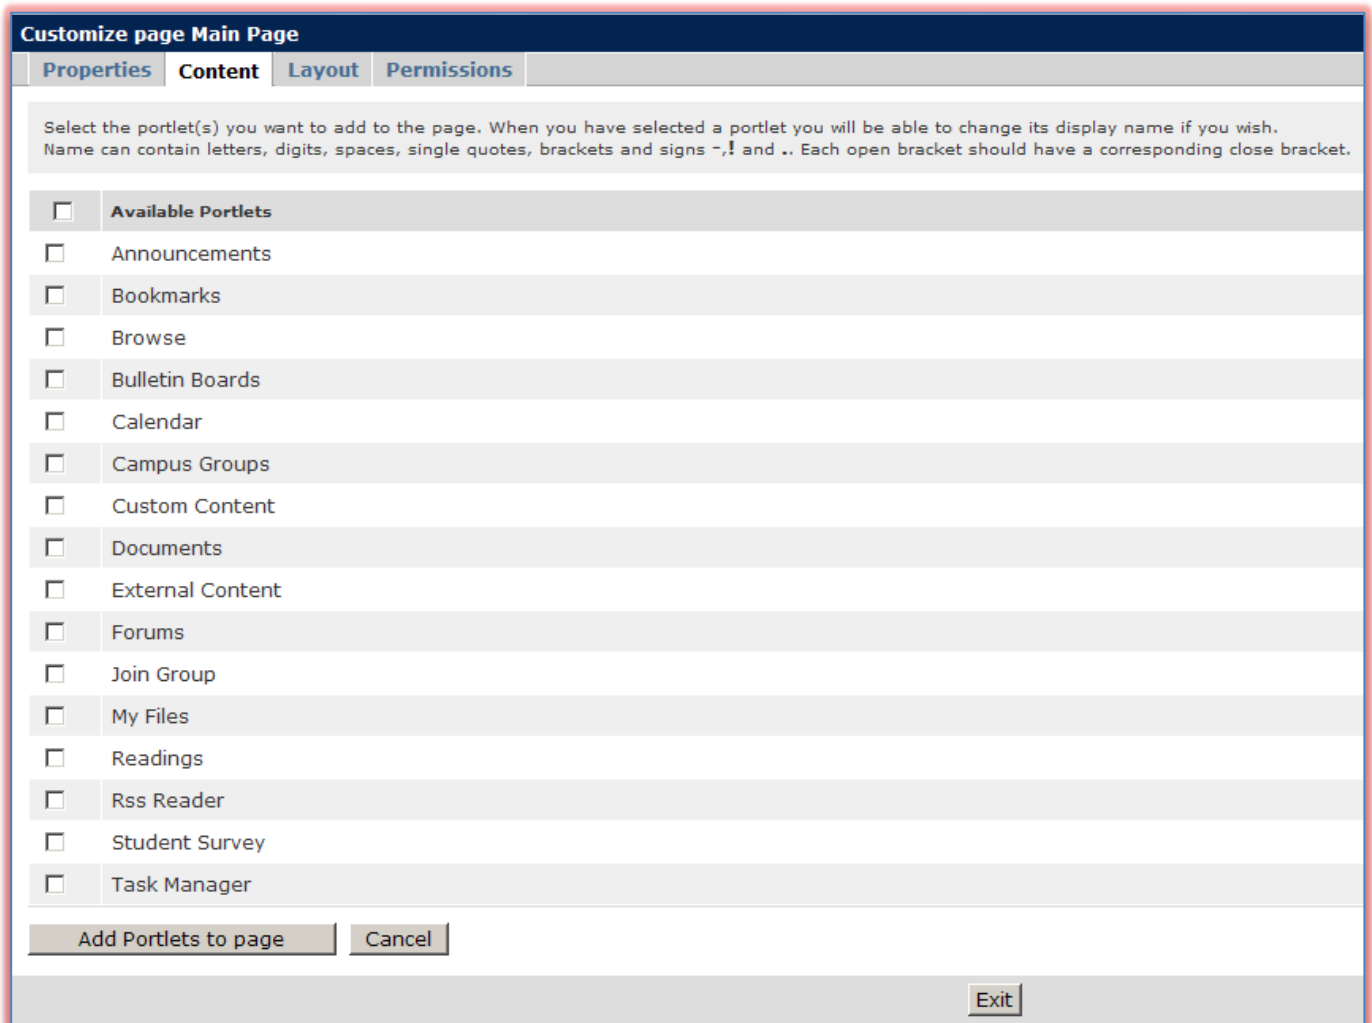 Customize page Main Page
Properties Content Layout Permissions
Select the portlet(s) you want to add to the page. When you have selected a portlet you will be able to change its display name if you wish.
Name can contain letters, digits, spaces, single quotes, brackets and signs -,! and .. Each open bracket should have a corresponding close bracket.
Available Portlets
Announcements
Bookmarks
Browse
Bulletin Boards
Calendar
Campus Groups
Custom Content
Documents
External Content
Forums
Join Group
My Files
Readings
Rss Reader
Student Survey
Task Manager
Add Portlets to page Cancel
Exit